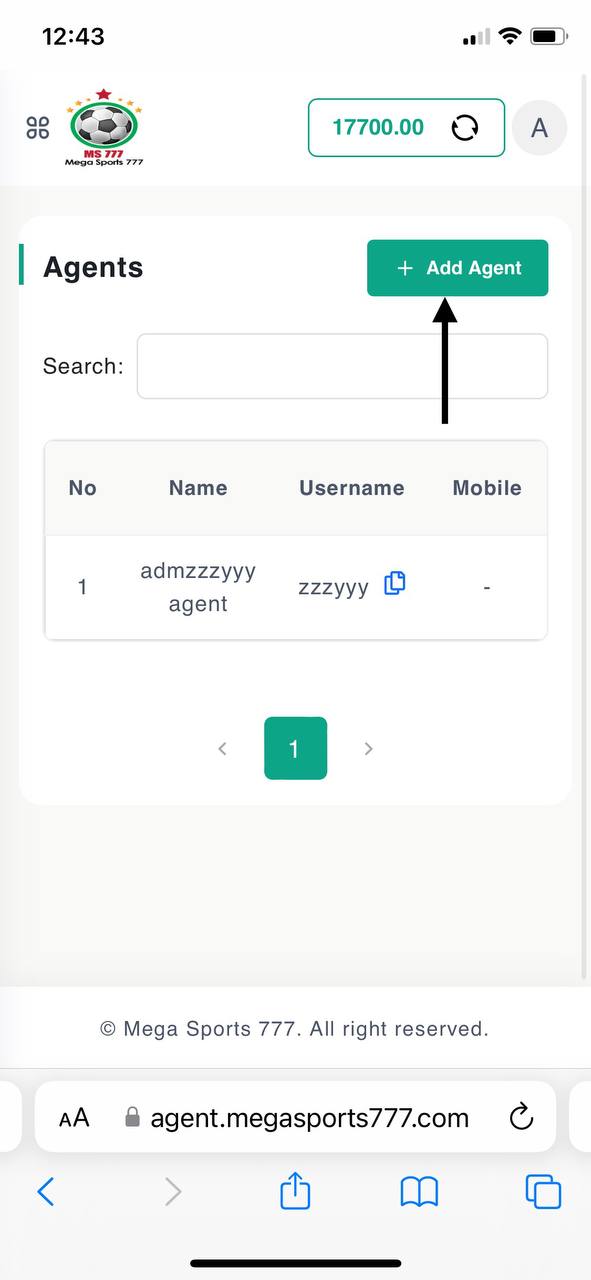 12:43
MS 777
Mega Sports 777
17700.00
A
Agents
+ Add Agent
Search:
No Name Username Mobile
1 admzzzyyy agent zzzyyy -
1
© Mega Sports 777. All right reserved.
AA agent.megasports777.com